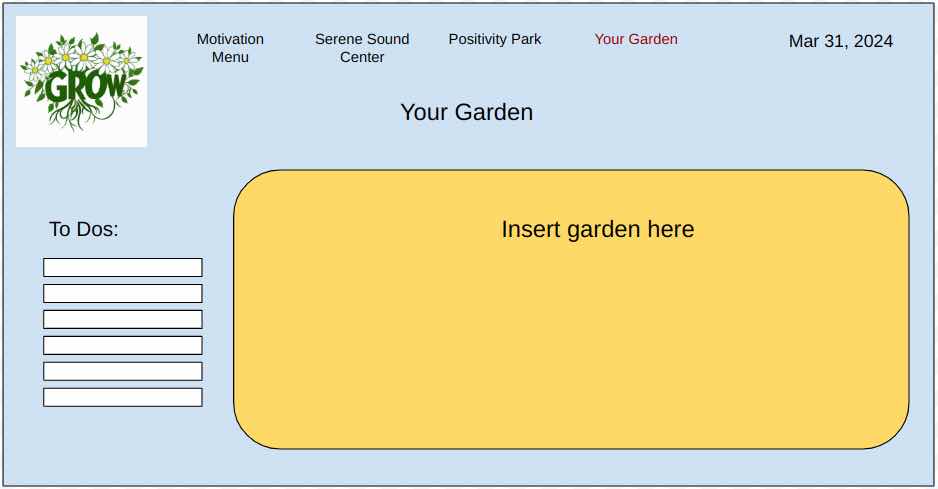 GROW
Motivation
Menu
Serene Sound
Center
Positivity Park
Your Garden
Mar 31, 2024
Your Garden
To Dos:
Insert garden here